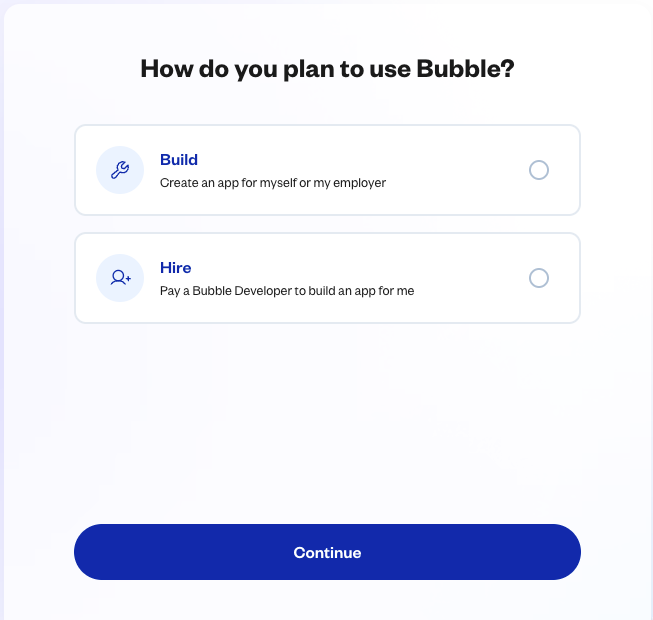 How do you plan to use Bubble?
Build
Create an app for myself or my employer
Hire
Pay a Bubble Developer to build an app for me
Continue